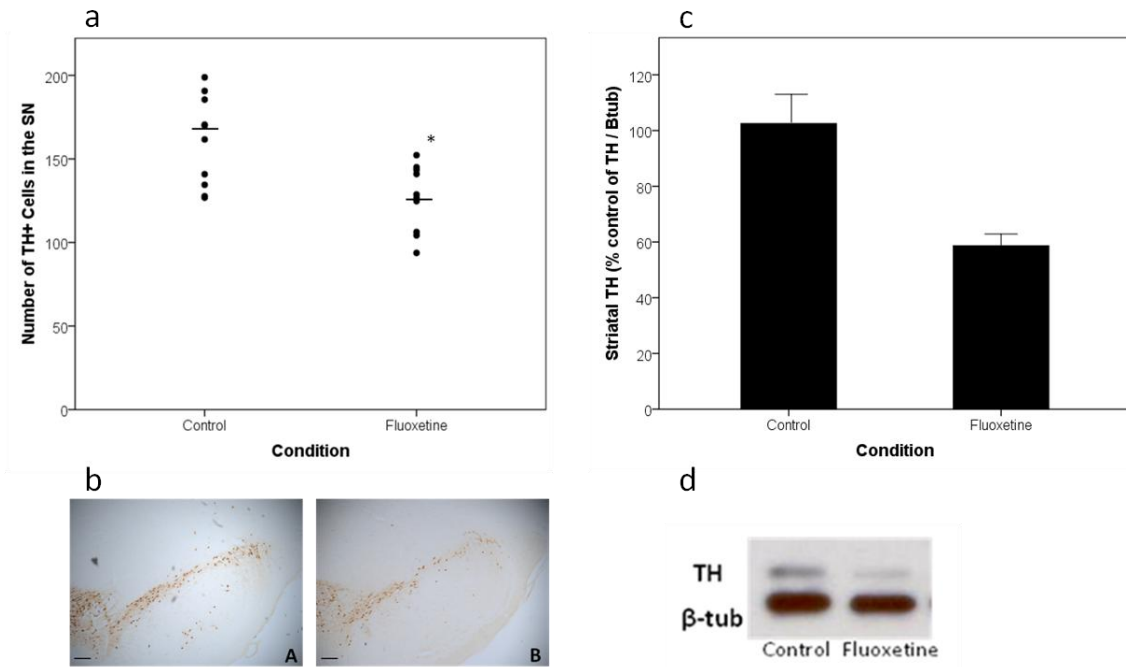 a
Number of TH+ Cells in the SN
200
150
100
50
0
*
Control
Fluoxetine
Condition
b
A
B
c
Striatal TH (% control of TH / Btub)
120
100
80
60
40
20
0
Control
Fluoxetine
Condition
d
TH
β-tub
Control Fluoxetine